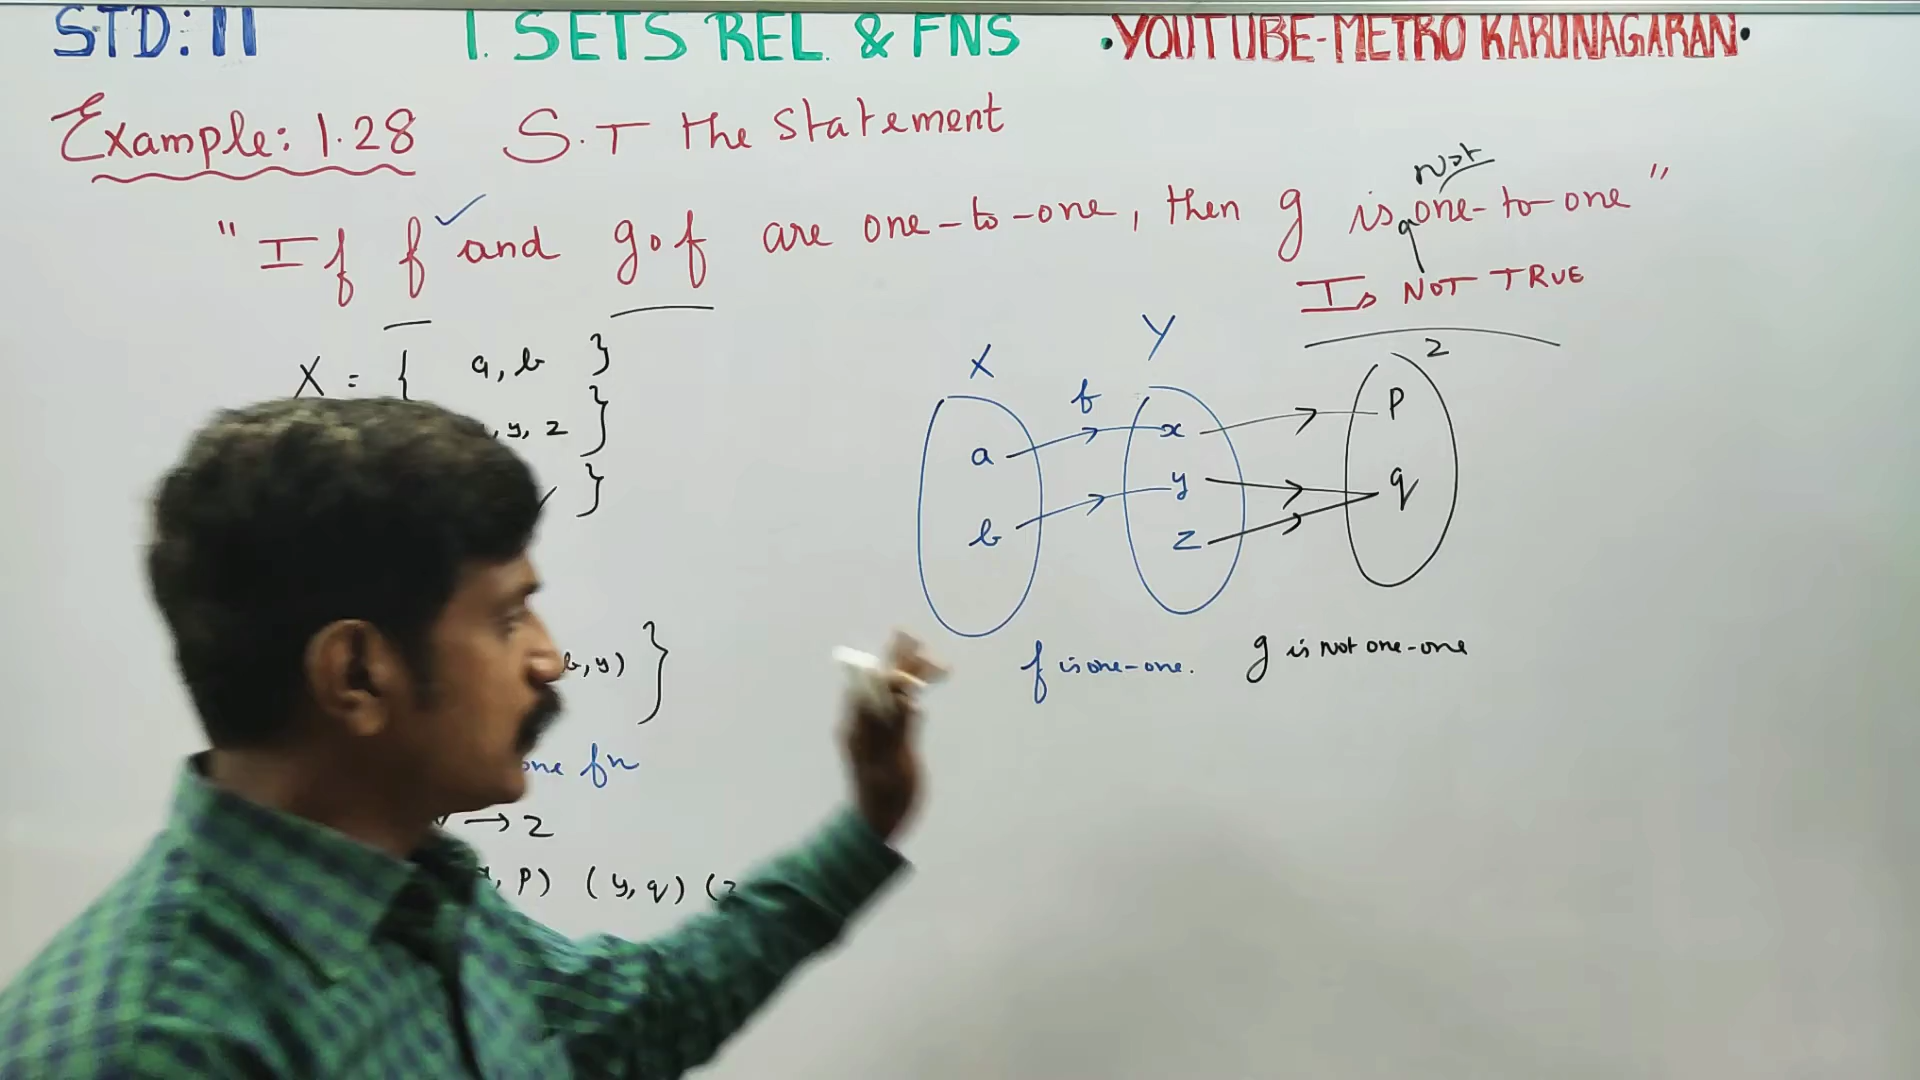 STD: 11 1. SETS REL. & FNS • YOUTUBE-METRO KARUNAGARAN •
Example: 1.28 S.T the statement
not
"If f and gof are one-to-one, then g is one-to-one"
Is NOT TRUE
X = { a, b }
, y, z }
}
b, y) }
one fn
→ Z
, p) (y, q) (z
X Y Z
f
a x p
b y q
z
f is one-one. g is not one-one